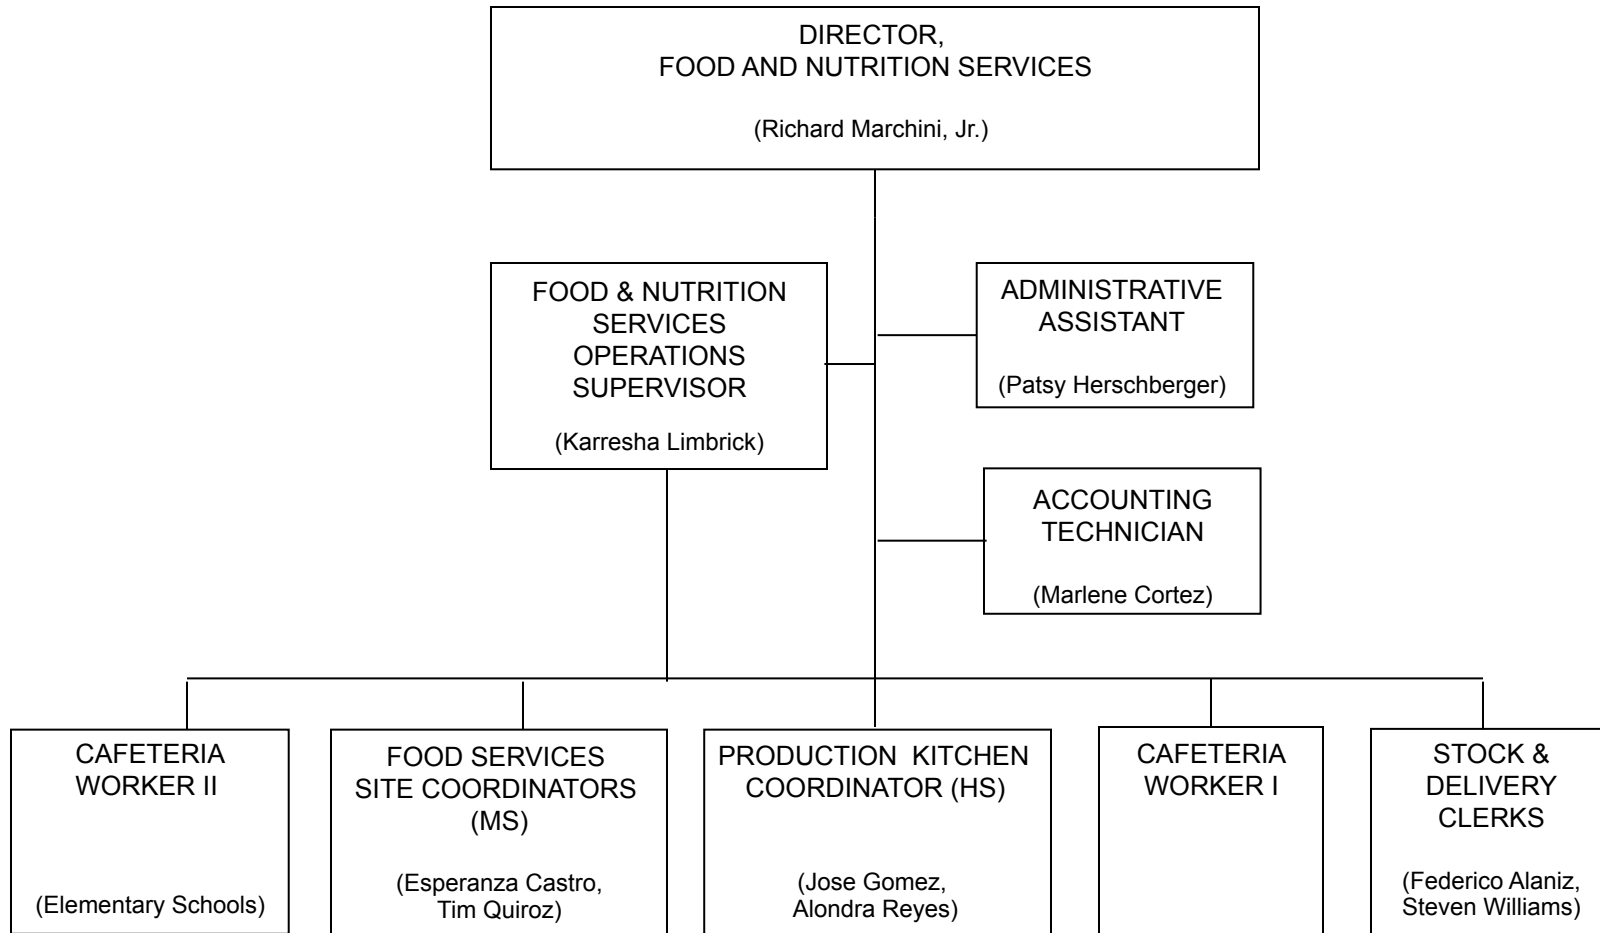 DIRECTOR,
FOOD AND NUTRITION SERVICES
(Richard Marchini, Jr.)
FOOD & NUTRITION
SERVICES
OPERATIONS
SUPERVISOR
(Karresha Limbrick)
ADMINISTRATIVE
ASSISTANT
(Patsy Herschberger)
ACCOUNTING
TECHNICIAN
(Marlene Cortez)
CAFETERIA
WORKER II
(Elementary Schools)
FOOD SERVICES
SITE COORDINATORS
(MS)
(Esperanza Castro,
Tim Quiroz)
PRODUCTION KITCHEN
COORDINATOR (HS)
(Jose Gomez,
Alondra Reyes)
CAFETERIA
WORKER I
STOCK &
DELIVERY
CLERKS
(Federico Alaniz,
Steven Williams)